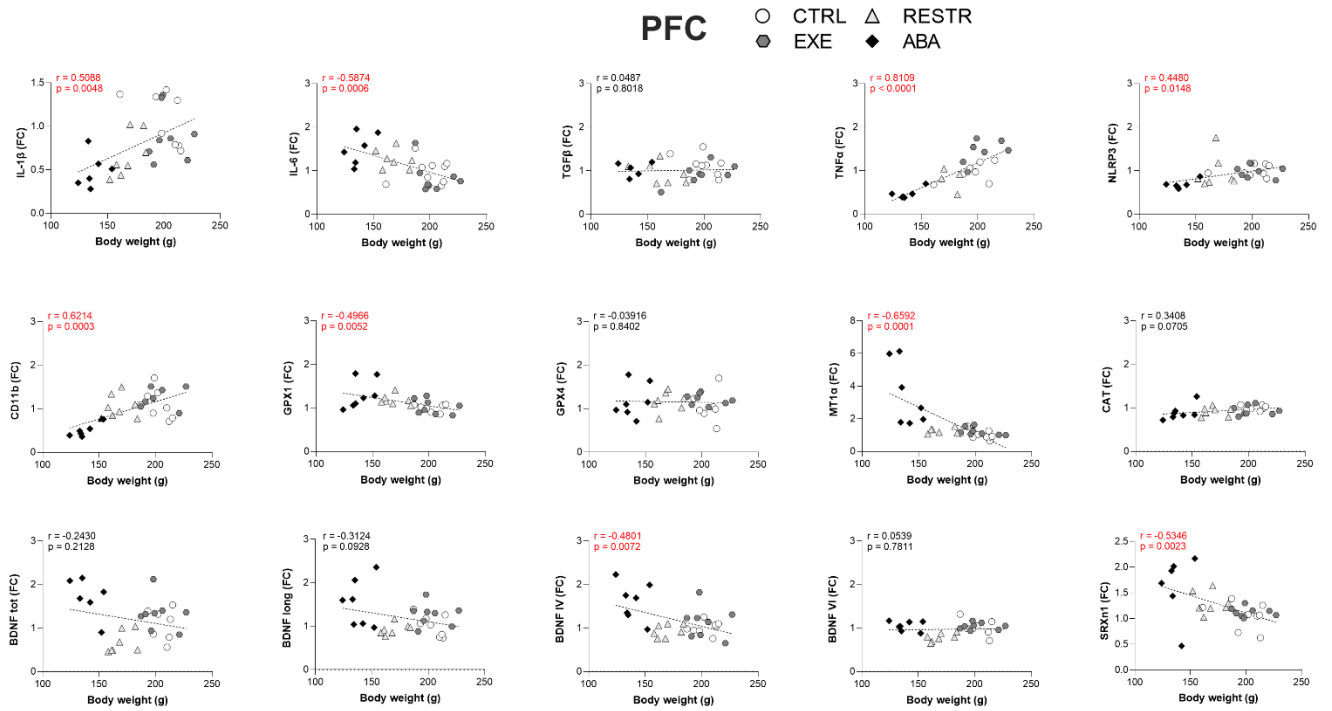 PFC
CTRL RESTR
EXE ABA
r = 0.5088
p = 0.0048
IL-1β (FC)
1.5
1.0
0.5
0.0
100 150 200 250
Body weight (g)
r = -0.5874
p = 0.0006
IL-6 (FC)
3
2
1
0
100 150 200 250
Body weight (g)
r = 0.0487
p = 0.8018
TGFβ (FC)
3
2
1
0
100 150 200 250
Body weight (g)
r = 0.8109
p < 0.0001
TNFα (FC)
3
2
1
0
100 150 200 250
Body weight (g)
r = 0.4480
p = 0.0148
NLRP3 (FC)
3
2
1
0
100 150 200 250
Body weight (g)
r = 0.6214
p = 0.0003
CD11b (FC)
3
2
1
0
100 150 200 250
Body weight (g)
r = -0.4966
p = 0.0052
GPX1 (FC)
3
2
1
0
100 150 200 250
Body weight (g)
r = -0.03916
p = 0.8402
GPX4 (FC)
3
2
1
0
100 150 200 250
Body weight (g)
r = -0.6592
p = 0.0001
MT1α (FC)
8
6
4
2
0
100 150 200 250
Body weight (g)
r = 0.3408
p = 0.0705
CAT (FC)
3
2
1
0
100 150 200 250
Body weight (g)
r = -0.2430
p = 0.2128
BDNF tot (FC)
3
2
1
0
100 150 200 250
Body weight (g)
r = -0.3124
p = 0.0928
BDNF long (FC)
3
2
1
0
100 150 200 250
Body weight (g)
r = -0.4801
p = 0.0072
BDNF IV (FC)
3
2
1
0
100 150 200 250
Body weight (g)
r = 0.0539
p = 0.7811
BDNF VI (FC)
3
2
1
0
100 150 200 250
Body weight (g)
r = -0.5346
p = 0.0023
SRXn1 (FC)
2.5
2.0
1.5
1.0
0.5
0.0
100 150 200 250
Body weight (g)